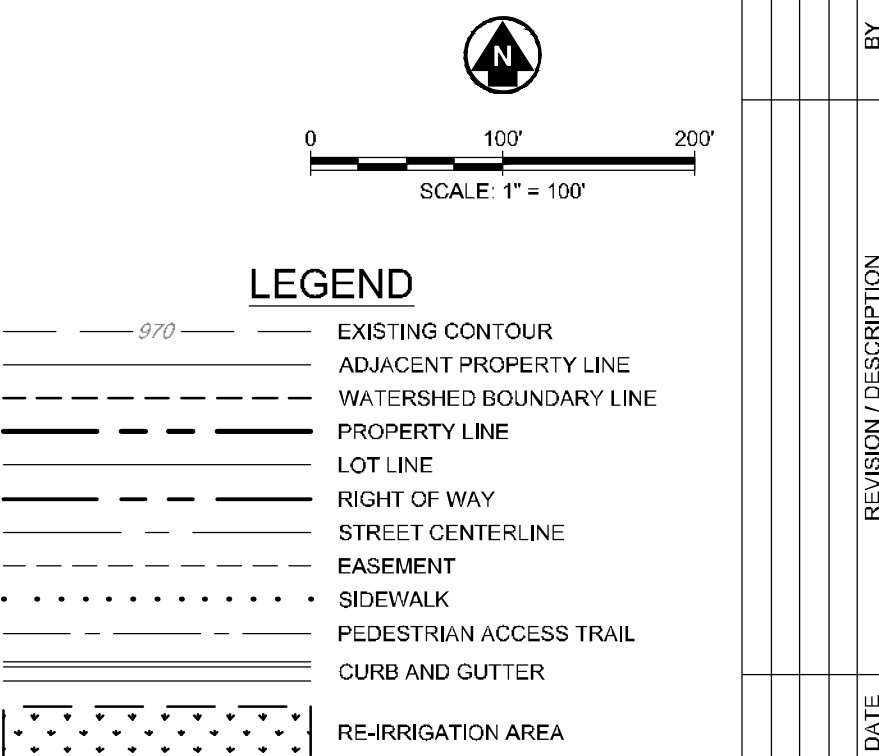 N
0 100' 200'
SCALE: 1" = 100'
LEGEND
970 EXISTING CONTOUR
ADJACENT PROPERTY LINE
WATERSHED BOUNDARY LINE
PROPERTY LINE
LOT LINE
RIGHT OF WAY
STREET CENTERLINE
EASEMENT
SIDEWALK
PEDESTRIAN ACCESS TRAIL
CURB AND GUTTER
RE-IRRIGATION AREA
BY
REVISION / DESCRIPTION
DATE